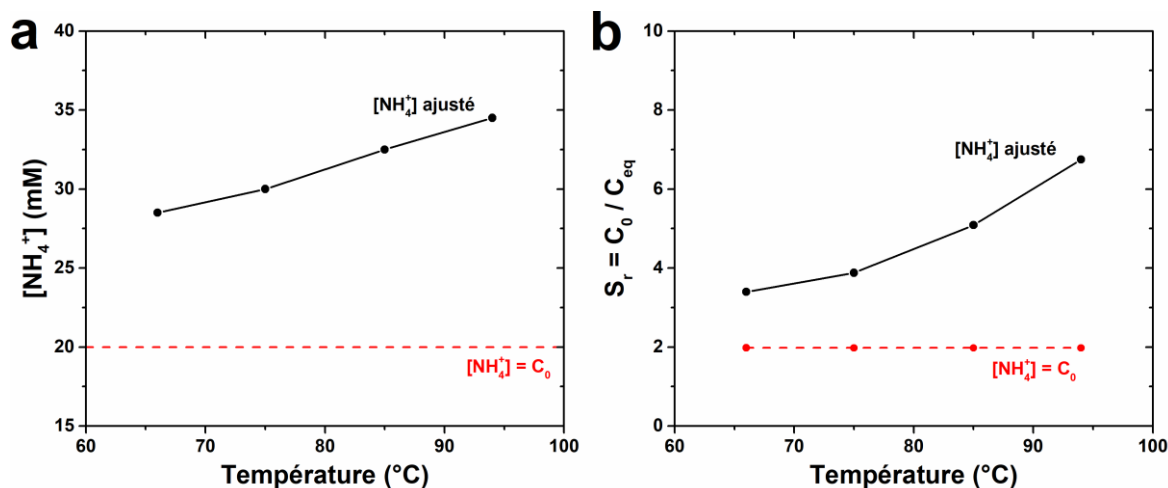 a
40
35
30
25
20
15
[NH₄⁺] (mM)
[NH₄⁺] ajusté
[NH₄⁺] = C₀
60
70
80
90
100
Température (°C)
b
10
8
6
4
2
0
Sᵣ = C₀ / Cₑq
[NH₄⁺] ajusté
[NH₄⁺] = C₀
60
70
80
90
100
Température (°C)